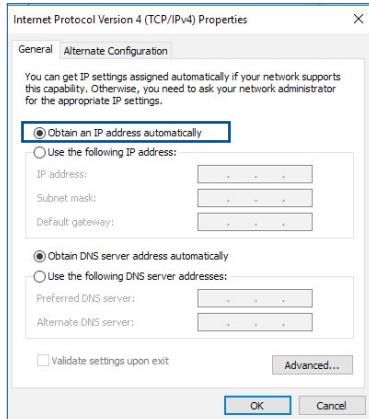 Internet Protocol Version 4 (TCP/IPv4) Properties
General Alternate Configuration
You can get IP settings assigned automatically if your network supports
this capability. Otherwise, you need to ask your network administrator
for the appropriate IP settings.
Obtain an IP address automatically
Use the following IP address:
IP address:
Subnet mask:
Default gateway:
Obtain DNS server address automatically
Use the following DNS server addresses:
Preferred DNS server:
Alternate DNS server:
Validate settings upon exit
Advanced...
OK Cancel